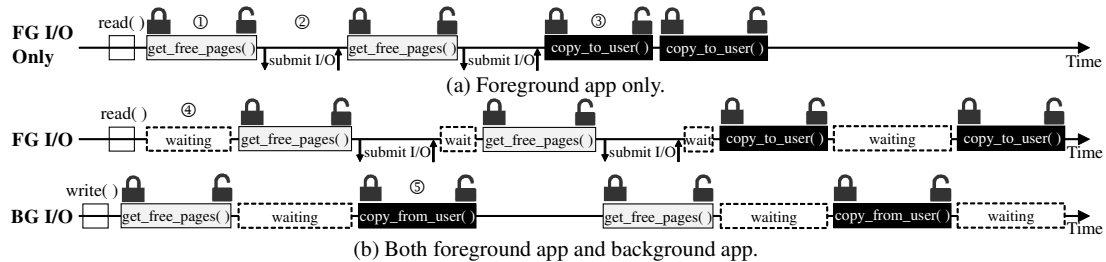 read( ) ① ② ③
FG I/O Only get_free_pages( ) submit I/O get_free_pages( ) submit I/O copy_to_user( ) copy_to_user( ) Time
(a) Foreground app only.
read( ) ④
FG I/O waiting get_free_pages( ) submit I/O wait get_free_pages( ) submit I/O wait copy_to_user( ) waiting copy_to_user( ) Time
write( ) ⑤
BG I/O get_free_pages( ) waiting copy_from_user( ) get_free_pages( ) waiting copy_from_user( ) waiting Time
(b) Both foreground app and background app.